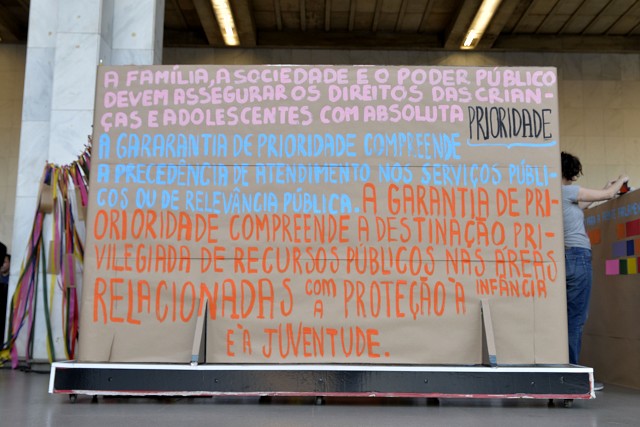 A FAMÍLIA, A SOCIEDADE E O PODER PÚBLICO
DEVEM ASSEGURAR OS DIREITOS DAS CRIAN-
ÇAS E ADOLESCENTES COM ABSOLUTA PRIORIDADE
A GARARANTIA DE PRIORIDADE COMPREENDE
A PRECEDÊNCIA DE ATENDIMENTO NOS SERVIÇOS PÚBLI-
COS OU DE RELEVÂNCIA PÚBLICA. A GARANTIA DE PRI-
ORIORIDADE COMPREENDE A DESTINAÇÃO PRI-
VILEGIADA DE RECURSOS PÚBLICOS NAS ÁREAS
RELACIONADAS COM A PROTEÇÃO À INFÂNCIA
E À JUVENTUDE.